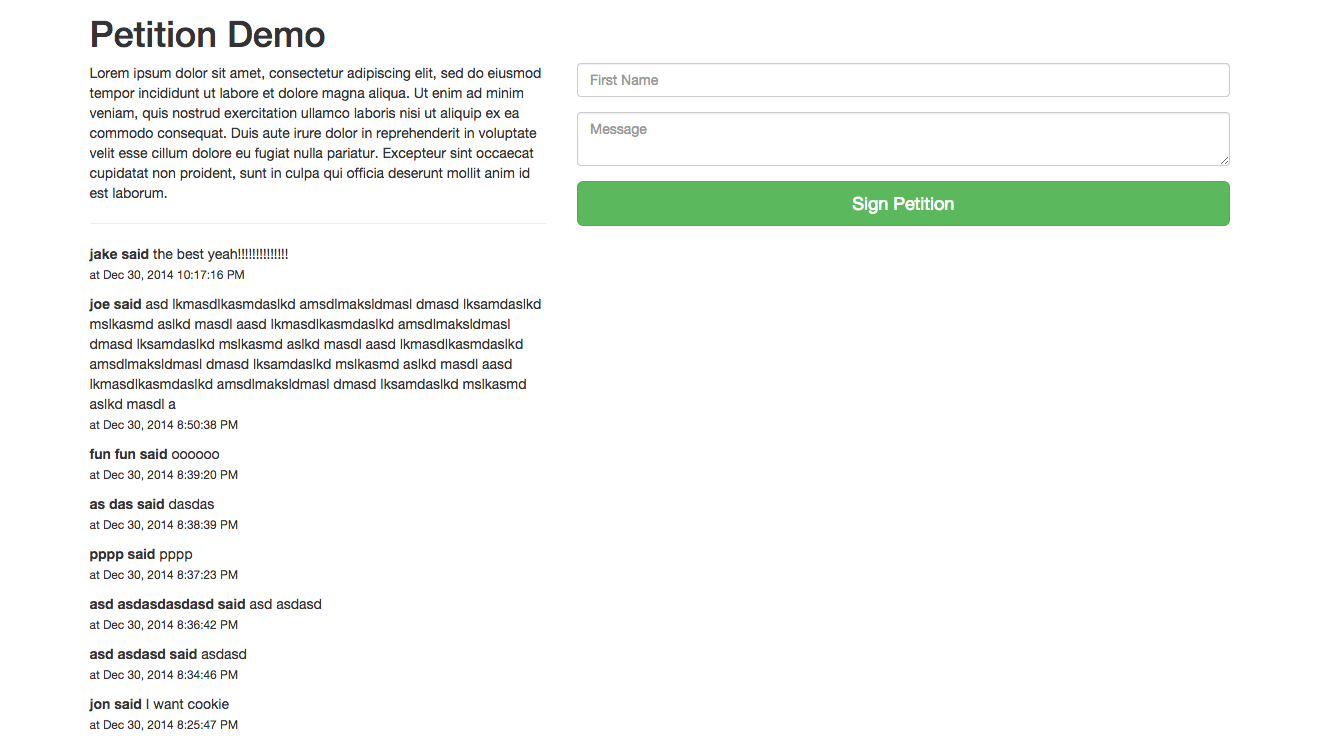 Petition Demo
Lorem ipsum dolor sit amet, consectetur adipiscing elit, sed do eiusmod
tempor incididunt ut labore et dolore magna aliqua. Ut enim ad minim
veniam, quis nostrud exercitation ullamco laboris nisi ut aliquip ex ea
commodo consequat. Duis aute irure dolor in reprehenderit in voluptate
velit esse cillum dolore eu fugiat nulla pariatur. Excepteur sint occaecat
cupidatat non proident, sunt in culpa qui officia deserunt mollit anim id
est laborum.
jake said the best yeah!!!!!!!!!!!!!!
at Dec 30, 2014 10:17:16 PM
joe said asd lkmasdlkasmdaslkd amsdlmaksldmasl dmasd lksamdaslkd
mslkasmd aslkd masdl aasd lkmasdlkasmdaslkd amsdlmaksldmasl
dmasd lksamdaslkd mslkasmd aslkd masdl aasd lkmasdlkasmdaslkd
amsdlmaksldmasl dmasd lksamdaslkd mslkasmd aslkd masdl aasd
lkmasdlkasmdaslkd amsdlmaksldmasl dmasd lksamdaslkd mslkasmd
aslkd masdl a
at Dec 30, 2014 8:50:38 PM
fun fun said oooooo
at Dec 30, 2014 8:39:20 PM
as das said dasdas
at Dec 30, 2014 8:38:39 PM
pppp said pppp
at Dec 30, 2014 8:37:23 PM
asd asdasdasdasd said asd asdasd
at Dec 30, 2014 8:36:42 PM
asd asdasd said asdasd
at Dec 30, 2014 8:34:46 PM
jon said I want cookie
at Dec 30, 2014 8:25:47 PM
First Name
Message
Sign Petition